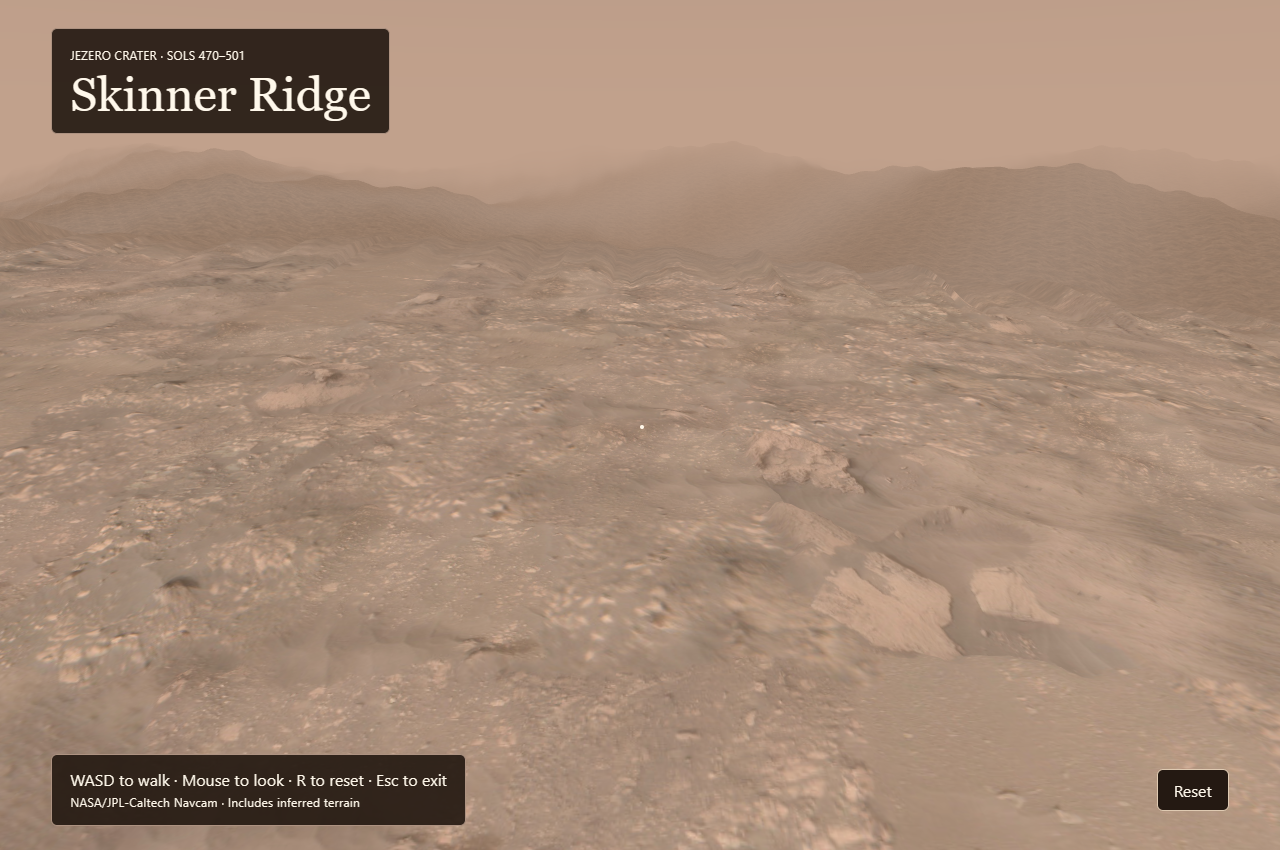 JEZERO CRATER · SOLS 470–501
Skinner Ridge
WASD to walk · Mouse to look · R to reset · Esc to exit
NASA/JPL-Caltech Navcam · Includes inferred terrain
Reset